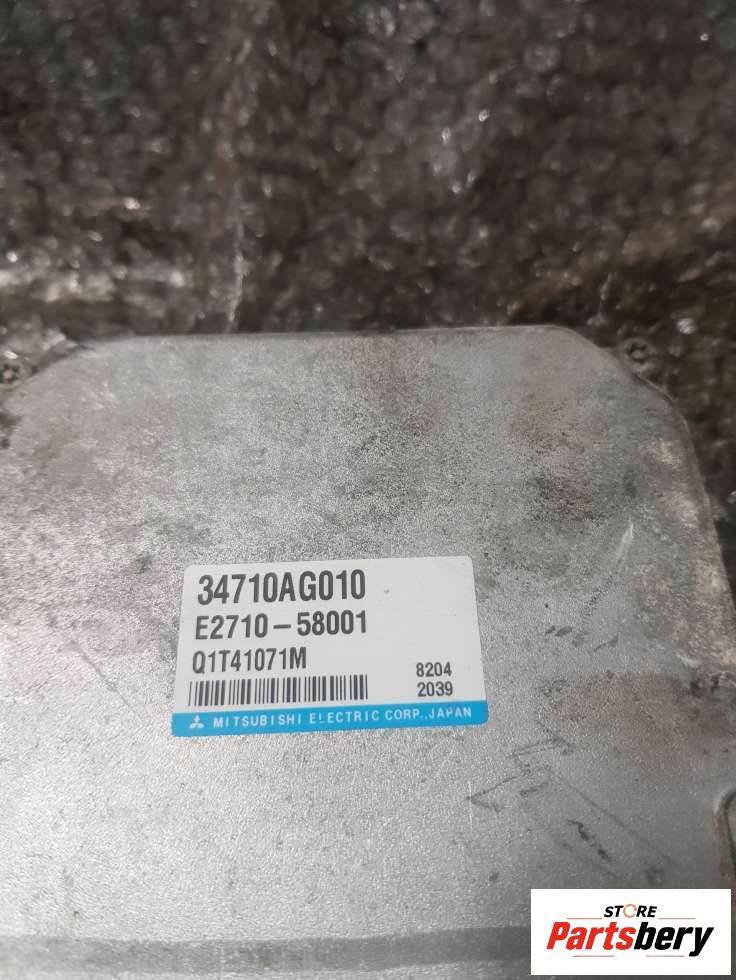 34710AG010
E2710-58001
Q1T41071M
8204
2039
MITSUBISHI ELECTRIC CORP., JAPAN
STORE
Partsbery